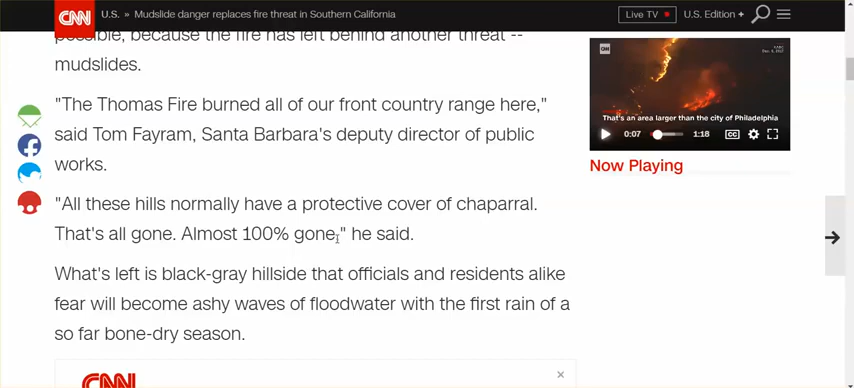 CNN
U.S. » Mudslide danger replaces fire threat in Southern California
Live TV
U.S. Edition +
possible, because the fire has left behind another threat --
mudslides.
"The Thomas Fire burned all of our front country range here,"
said Tom Fayram, Santa Barbara's deputy director of public
works.
"All these hills normally have a protective cover of chaparral.
That's all gone. Almost 100% gone," he said.
What's left is black-gray hillside that officials and residents alike
fear will become ashy waves of floodwater with the first rain of a
so far bone-dry season.
CNN
That's an area larger than the city of Philadelphia
0:07
1:18
CC
Now Playing
CNN